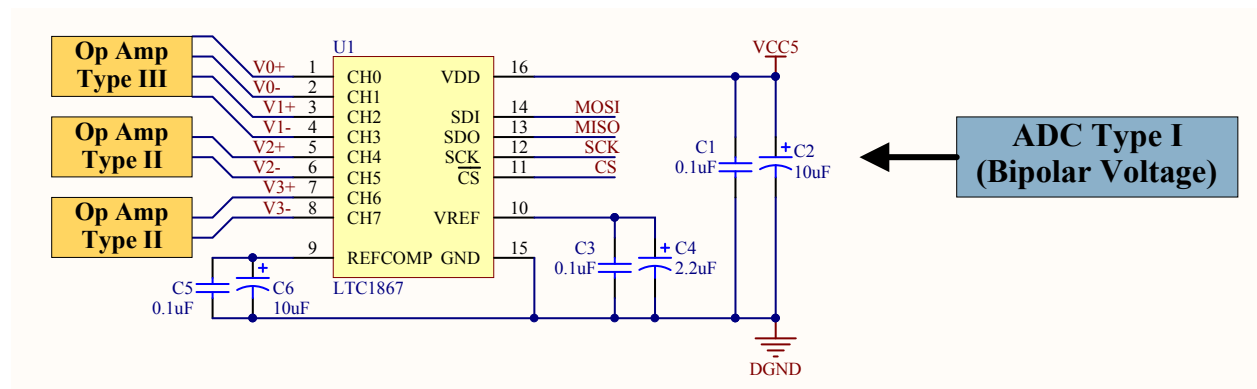 Op Amp
Type III
Op Amp
Type II
Op Amp
Type II
V0+
V0-
V1+
V1-
V2+
V2-
V3+
V3-
1
2
3
4
5
6
7
8
9
U1
CH0
CH1
CH2
CH3
CH4
CH5
CH6
CH7
REFCOMP
VDD
SDI
SDO
SCK
CS
VREF
GND
LTC1867
16
14
13
12
11
10
15
MOSI
MISO
SCK
CS
C5
0.1uF
+
C6
10uF
C3
0.1uF
+
C4
2.2uF
C1
0.1uF
+
C2
10uF
VCC5
DGND
ADC Type I
(Bipolar Voltage)